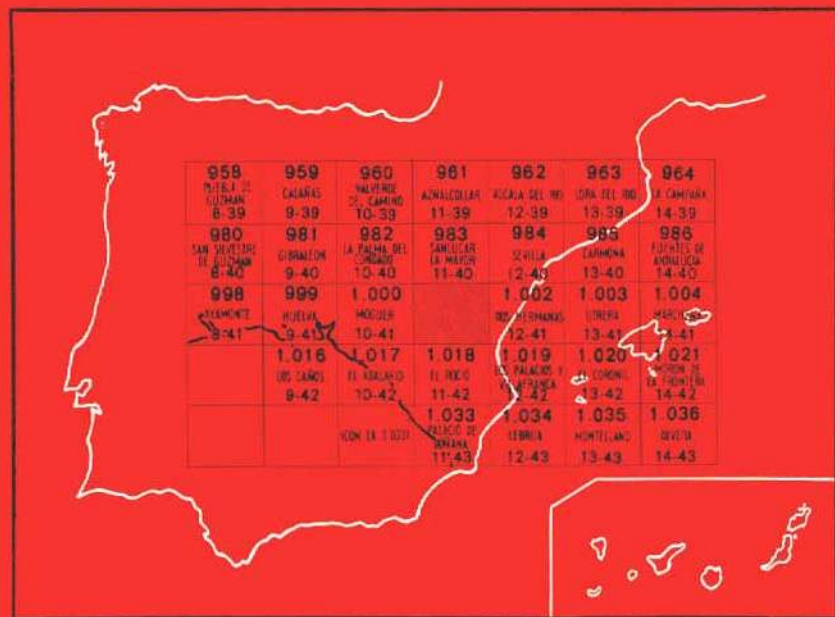 958 959 960 961 962 963 964
PUEBLA DE GUZMAN CALAÑAS VALVERDE DEL CAMINO AZNALCOLLAR ALCALA DEL RIO LORA DEL RIO LA CAMPAÑA
8-39 9-39 10-39 11-39 12-39 13-39 14-39
980 981 982 983 984 985 986
SAN SILVESTRE DE GUZMAN GIBRALEON LA PALMA DEL CONDADO SANLUCAR LA MAYOR SEVILLA CARMONA FUENTES DE ANDALUCIA
8-40 9-40 10-40 11-40 12-40 13-40 14-40
998 999 1.000 1.002 1.003 1.004
AYAMONTE HUELVA MOGUER DOS HERMANAS UTRERA MARCHENA
8-41 9-41 10-41 12-41 13-41 14-41
1.016 1.017 1.018 1.019 1.020 1.021
LOS CAÑOS EL ABALARIO EL ROCIO LOS PALACIOS Y VILLAFRANCA EL CORONIL MORON DE LA FRONTERA
9-42 10-42 11-42 12-42 13-42 14-42
1.033 1.034 1.035 1.036
(CON LA 1.033) PALACIO DE DOÑANA LEBRIJA MONTELLANO OLVERA
11-43 12-43 13-43 14-43